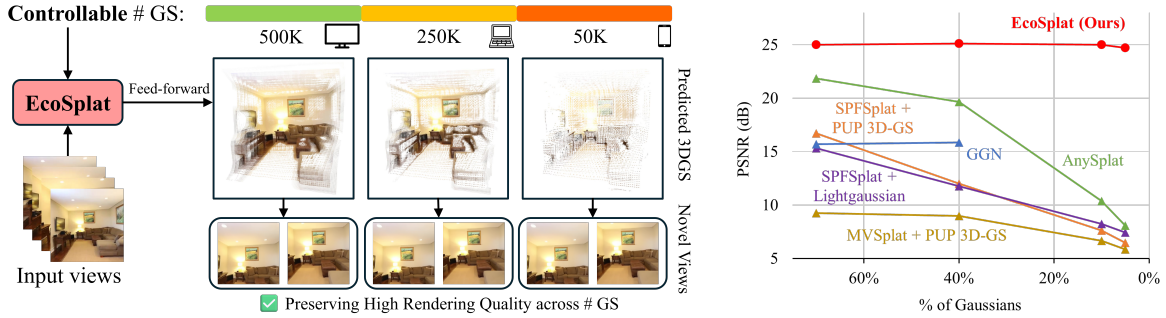 Controllable # GS:
500K
250K
50K
EcoSplat
Feed-forward
Input views
Predicted 3DGS
Novel Views
✅ Preserving High Rendering Quality across # GS
EcoSplat (Ours)
25
20
15
10
5
PSNR (dB)
SPFSplat +
PUP 3D-GS
GGN
AnySplat
SPFSplat +
Lightgaussian
MVSplat + PUP 3D-GS
60%
40%
20%
0%
% of Gaussians